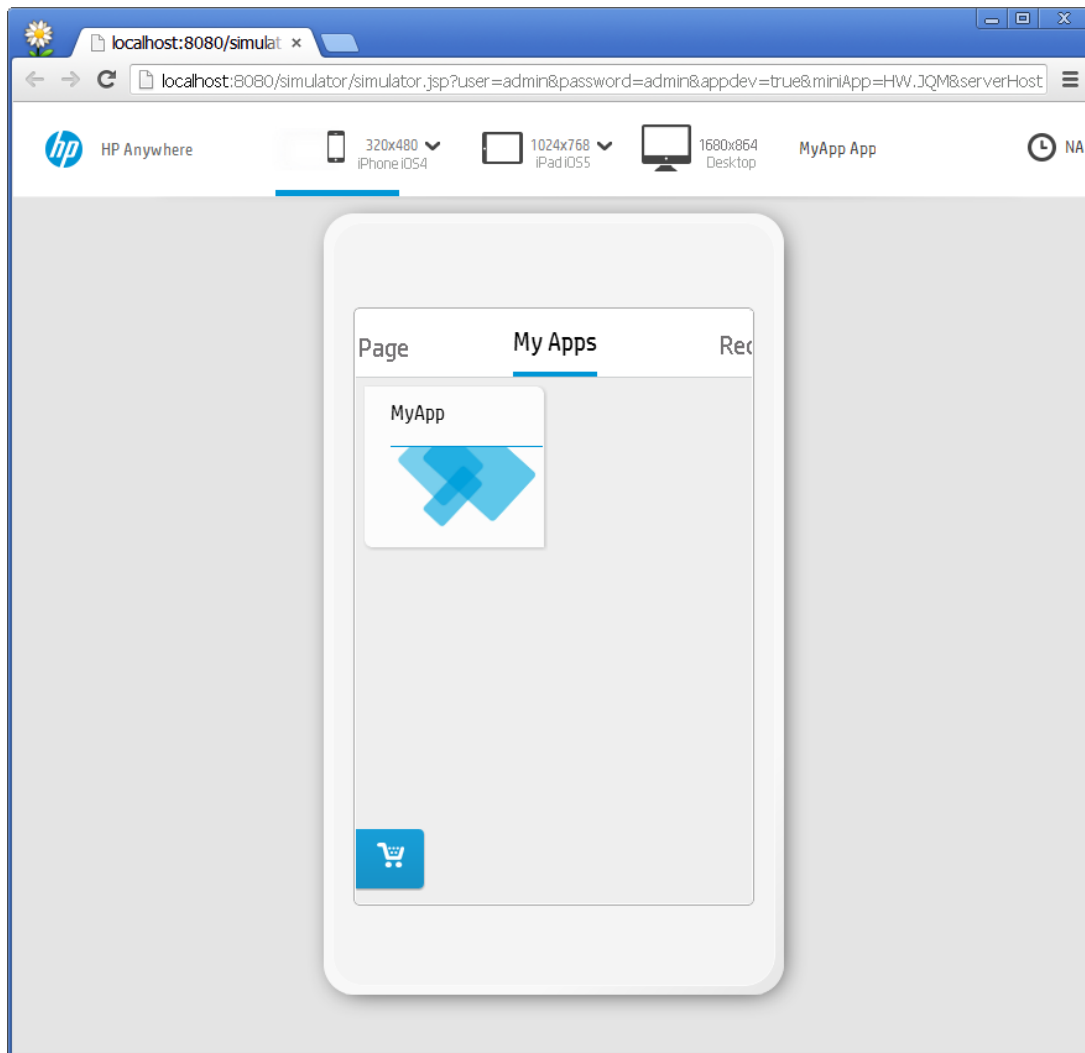 localhost:8080/simulat
localhost:8080/simulator/simulator.jsp?user=admin&password=admin&appdev=true&miniApp=HW.JQM&serverHost
hp HP Anywhere
320x480
iPhone iOS4
1024x768
iPad iOS5
1680x864
Desktop
MyApp App
NA
Page My Apps Rec
MyApp